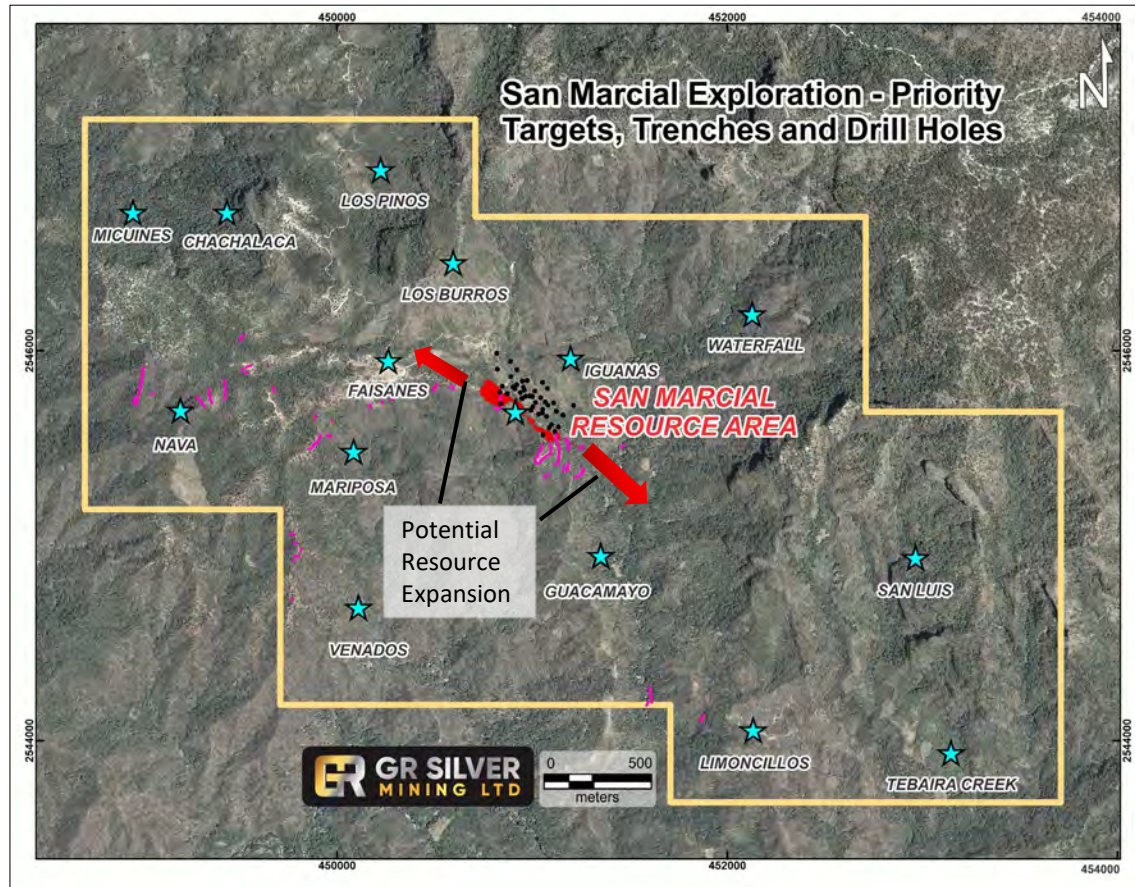 450000
452000
454000
San Marcial Exploration - Priority
Targets, Trenches and Drill Holes
N
LOS PINOS
MICUINES
CHACHALACA
LOS BURROS
WATERFALL
2546000
2546000
IGUANAS
FAISANES
SAN MARCIAL
RESOURCE AREA
NAVA
MARIPOSA
Potential
Resource
Expansion
GUACAMAYO
SAN LUIS
VENADOS
2544000
2544000
LIMONCILLOS
TEBAIRA CREEK
GR GR SILVER
MINING LTD
0 500
meters
450000
452000
454000